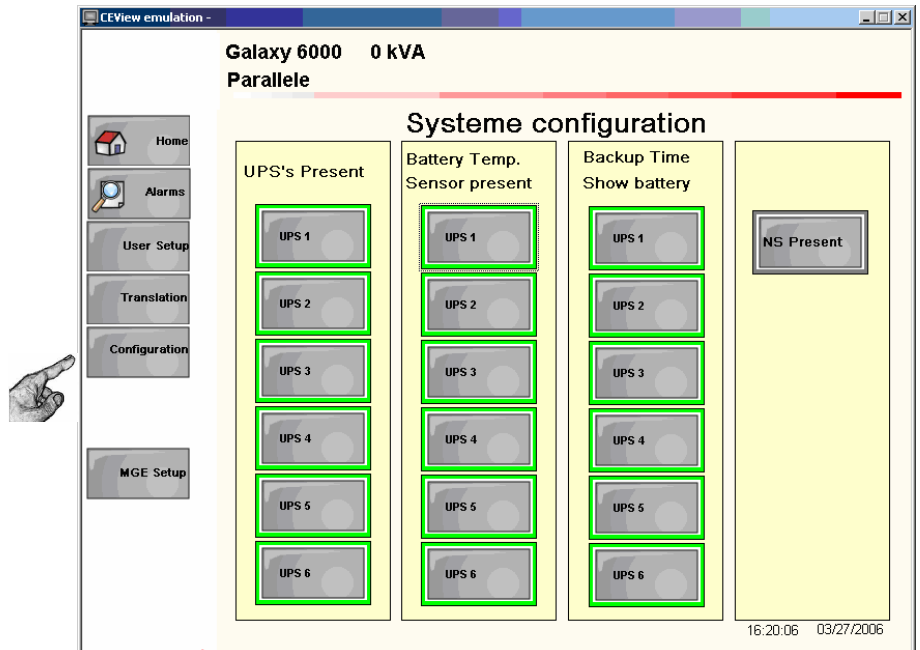 CEView emulation -
Galaxy 6000 0 kVA
Parallele
Systeme configuration
Home
Alarms
User Setup
Translation
Configuration
MGE Setup
UPS's Present
UPS 1
UPS 2
UPS 3
UPS 4
UPS 5
UPS 6
Battery Temp.
Sensor present
UPS 1
UPS 2
UPS 3
UPS 4
UPS 5
UPS 6
Backup Time
Show battery
UPS 1
UPS 2
UPS 3
UPS 4
UPS 5
UPS 6
NS Present
16:20:06 03/27/2006